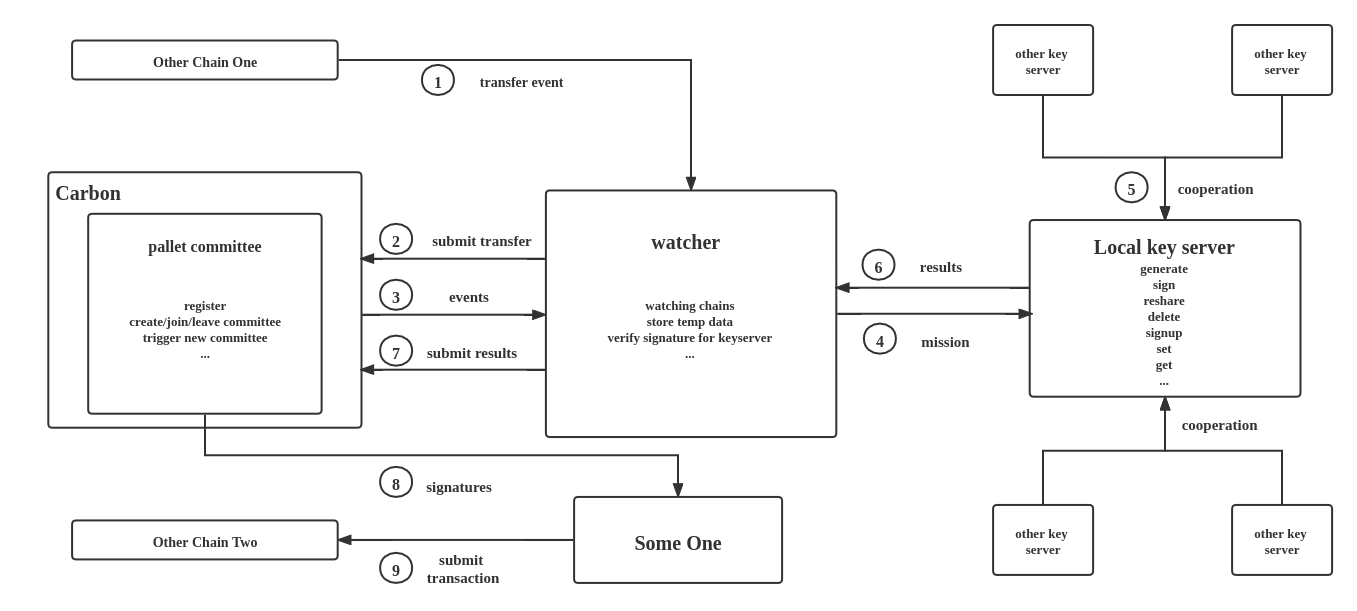 Other Chain One
1
transfer event
other key
server
other key
server
Carbon
pallet committee
register
create/join/leave committee
trigger new committee
...
2
submit transfer
3
events
7
submit results
watcher
watching chains
store temp data
verify signature for keyserver
...
6
results
4
mission
5
cooperation
Local key server
generate
sign
reshare
delete
signup
set
get
...
cooperation
8
signatures
Other Chain Two
9
submit
transaction
Some One
other key
server
other key
server